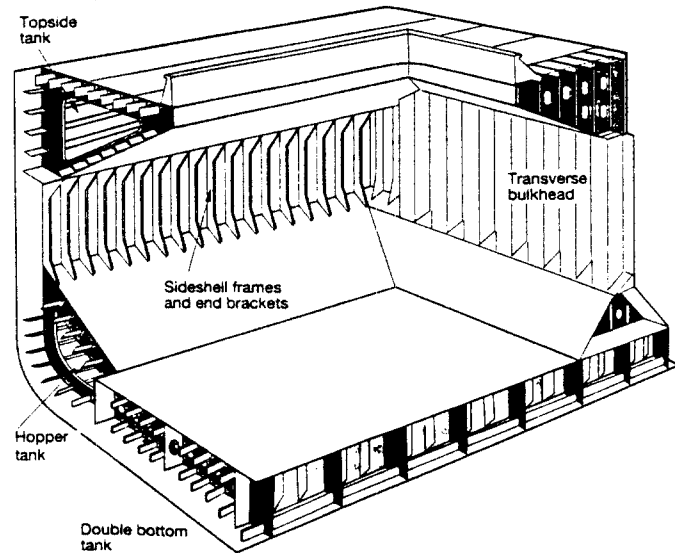 Topside
tank
Transverse
bulkhead
Sideshell frames
and end brackets
Hopper
tank
Double bottom
tank